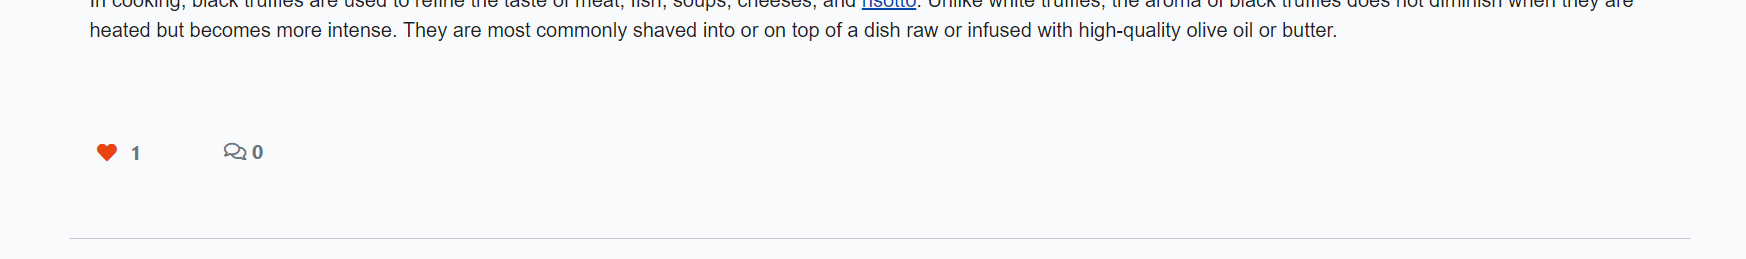 In cooking, black truffles are used to refine the taste of meat, fish, soups, cheeses, and risotto. Unlike white truffles, the aroma of black truffles does not diminish when they are
heated but becomes more intense. They are most commonly shaved into or on top of a dish raw or infused with high-quality olive oil or butter.
1 0